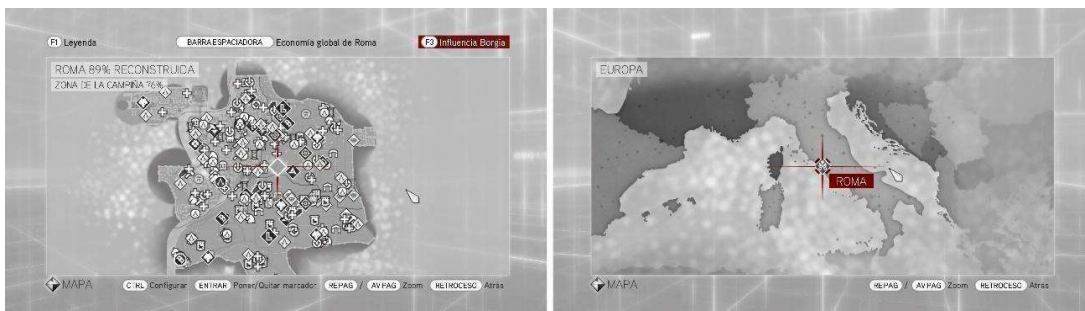 F1 Leyenda
BARRA ESPACIADORA Economía global de Roma
F3 Influencia Borgia
ROMA 89% RECONSTRUIDA
ZONA DE LA CAMPIÑA 76%
MAPA
CTRL Configurar
ENTRAR Poner/Quitar marcador
REPAG / AVPAG Zoom
RETROCESO Atrás
EUROPA
ROMA
MAPA
REPAG / AVPAG Zoom
RETROCESO Atrás